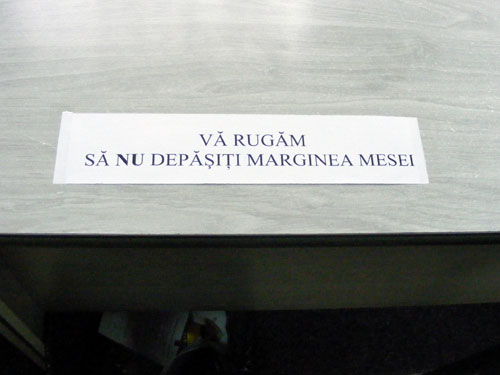 VĂ RUGĂM
SĂ NU DEPĂȘIȚI MARGINEA MESEI